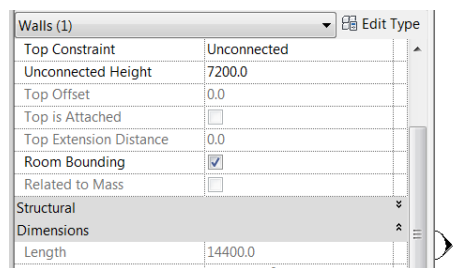 Walls (1) Edit Type
Top Constraint Unconnected
Unconnected Height 7200.0
Top Offset 0.0
Top is Attached
Top Extension Distance 0.0
Room Bounding
Related to Mass
Structural
Dimensions
Length 14400.0